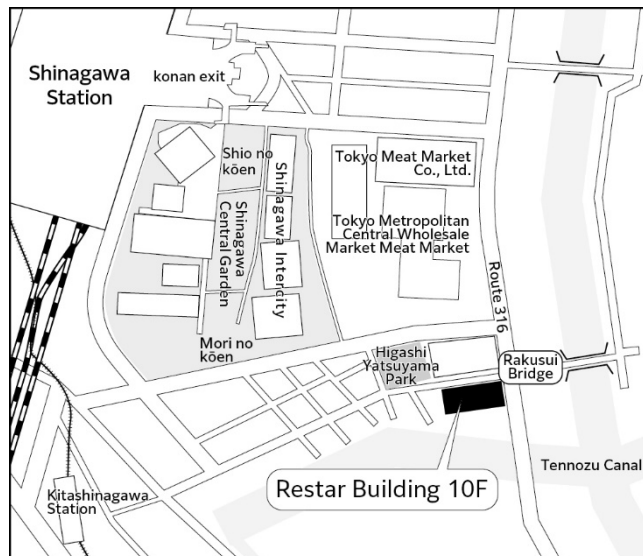 Shinagawa
Station
konan exit
Shio no
kōen
Shinagawa
Central Garden
Shinagawa Intercity
Tokyo Meat Market
Co., Ltd.
Tokyo Metropolitan
Central Wholesale
Market Meat Market
Route 316
Mori no
kōen
Higashi
Yatsuyama
Park
Rakusui
Bridge
Tennozu Canal
Restar Building 10F
Kitashinagawa
Station